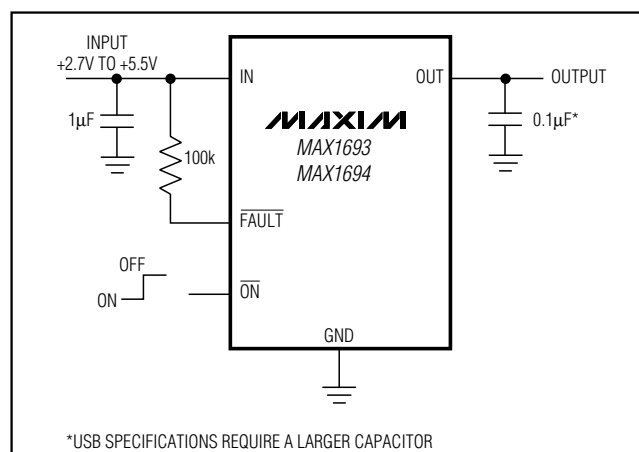 INPUT
+2.7V TO +5.5V
IN
OUT
OUTPUT
1µF
0.1µF*
MAXIM
MAX1693
MAX1694
100k
FAULT
OFF
ON
ON
GND
*USB SPECIFICATIONS REQUIRE A LARGER CAPACITOR